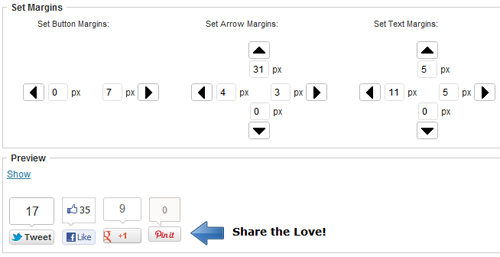 Set Margins
Set Button Margins: Set Arrow Margins: Set Text Margins:
31 px 5 px
0 px 7 px 4 px 3 px 11 px 5 px
0 px 0 px
Preview
Show
17 35 9 0
Tweet Like +1 Pin it Share the Love!